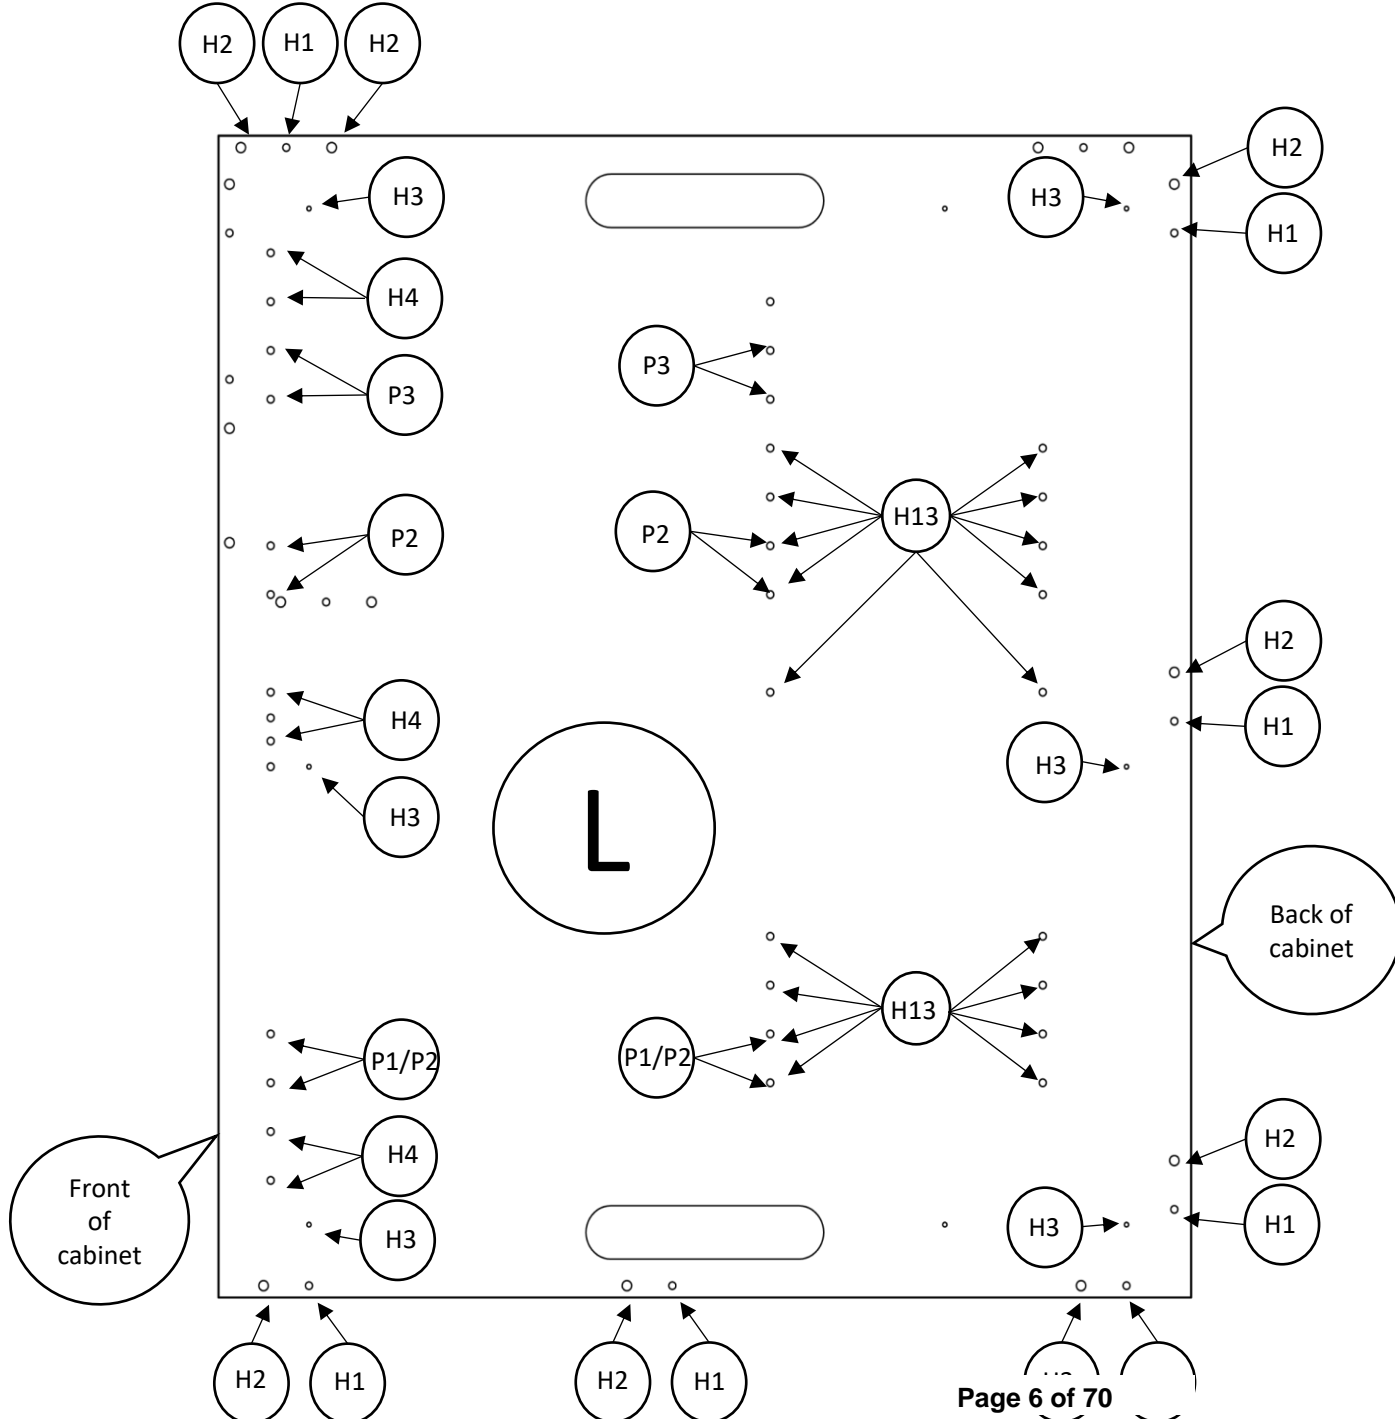 H2 H1 H2
H2
H3
H3
H1
H4
P3
P3
H13
P2
P2
H2
H4
H1
H3
H3
L
Back of
cabinet
H13
P1/P2
P1/P2
H2
H4
Front
of
cabinet
H3
H3
H1
H2
H1
H2
H1
Page 6 of 70